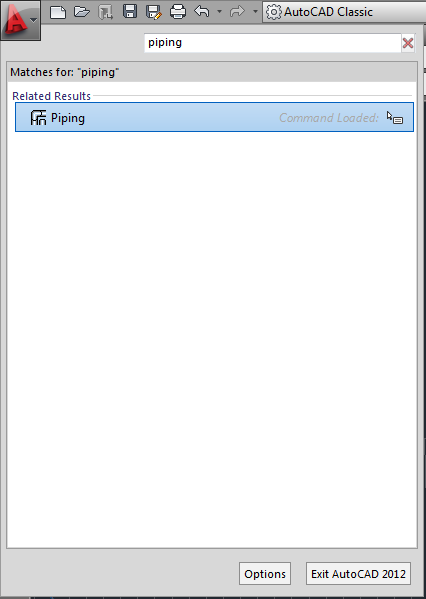 AutoCAD Classic
piping
Matches for: "piping"
Related Results
Piping Command Loaded:
Options Exit AutoCAD 2012